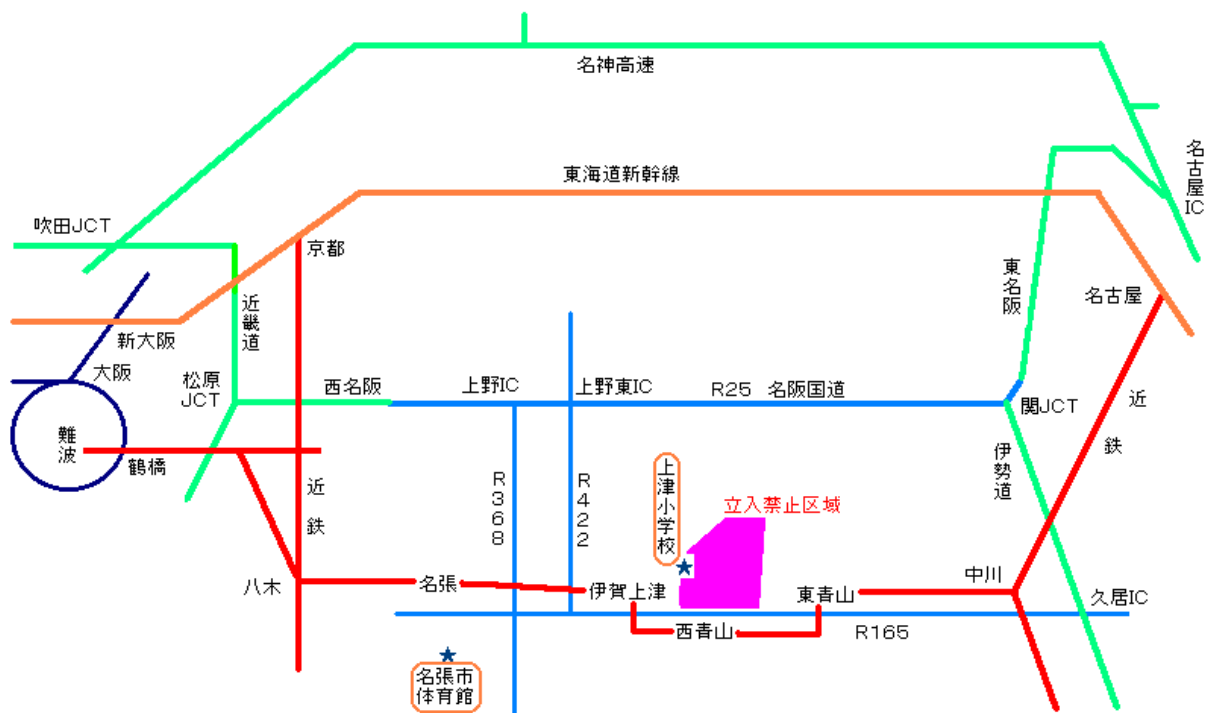 名神高速
名古屋IC
東海道新幹線
吹田JCT
京都
東名阪
名古屋
近畿道
新大阪
大阪
松原
JCT
西名阪
上野IC
上野東IC
R25 名阪国道
関JCT
近鉄
難波
鶴橋
伊勢道
近鉄
R368
R422
上津小学校
立入禁止区域
八木
名張
伊賀上津
東青山
中川
久居IC
西青山
R165
名張市
体育館